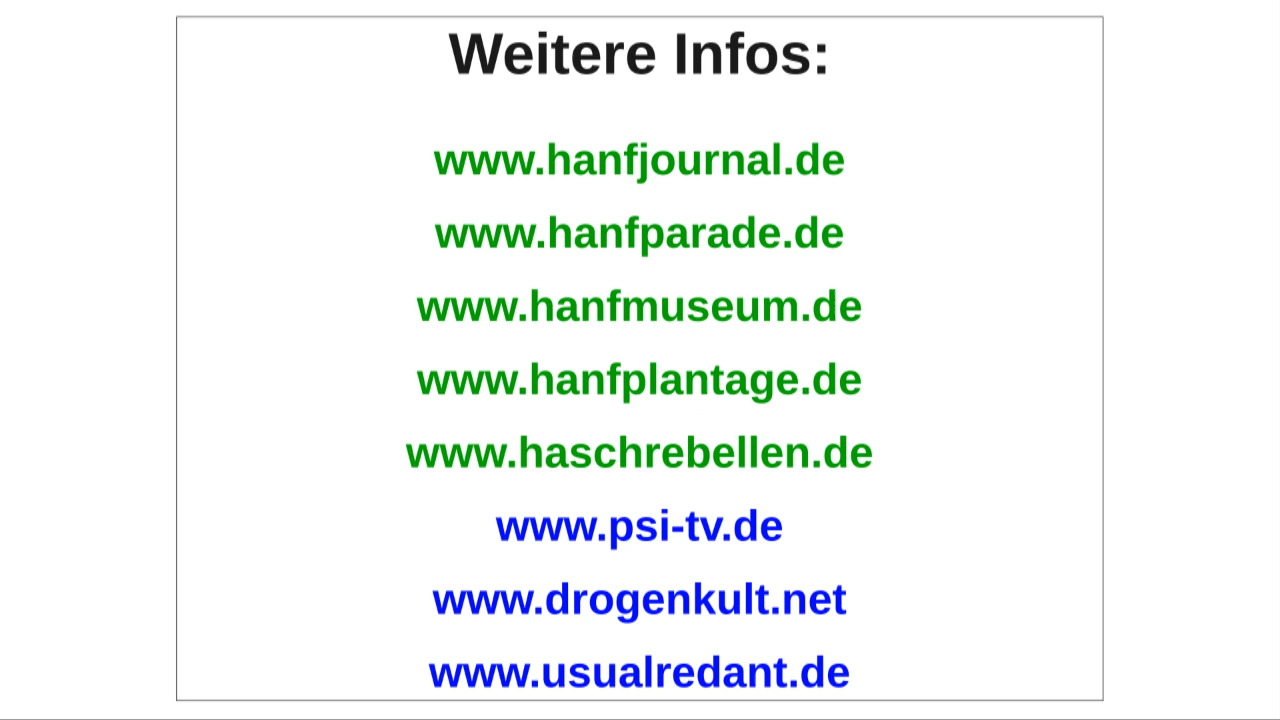 Weitere Infos:
www.hanfjournal.de
www.hanfparade.de
www.hanfmuseum.de
www.hanfplantage.de
www.haschrebellen.de
www.psi-tv.de
www.drogenkult.net
www.usualredant.de